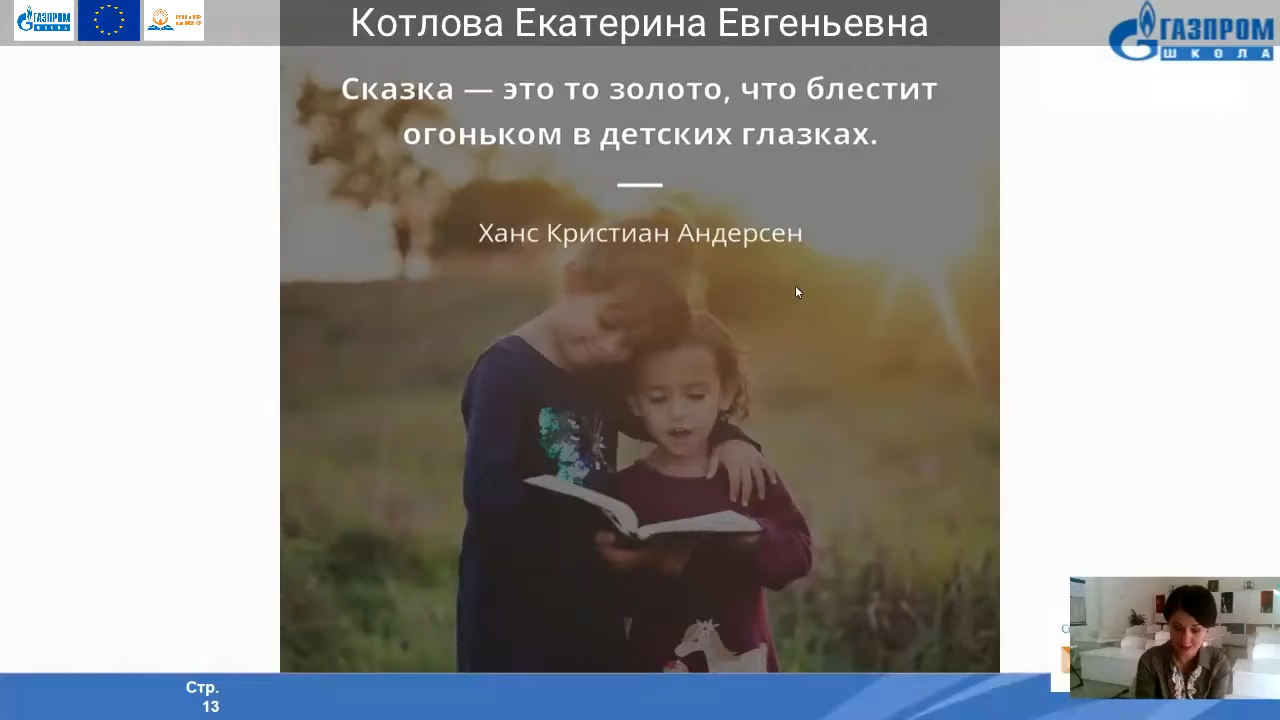 Котлова Екатерина Евгеньевна
ГАЗПРОМ
ШКОЛА
Сказка — это то золото, что блестит
огоньком в детских глазках.
Ханс Кристиан Андерсен
Стр.
13